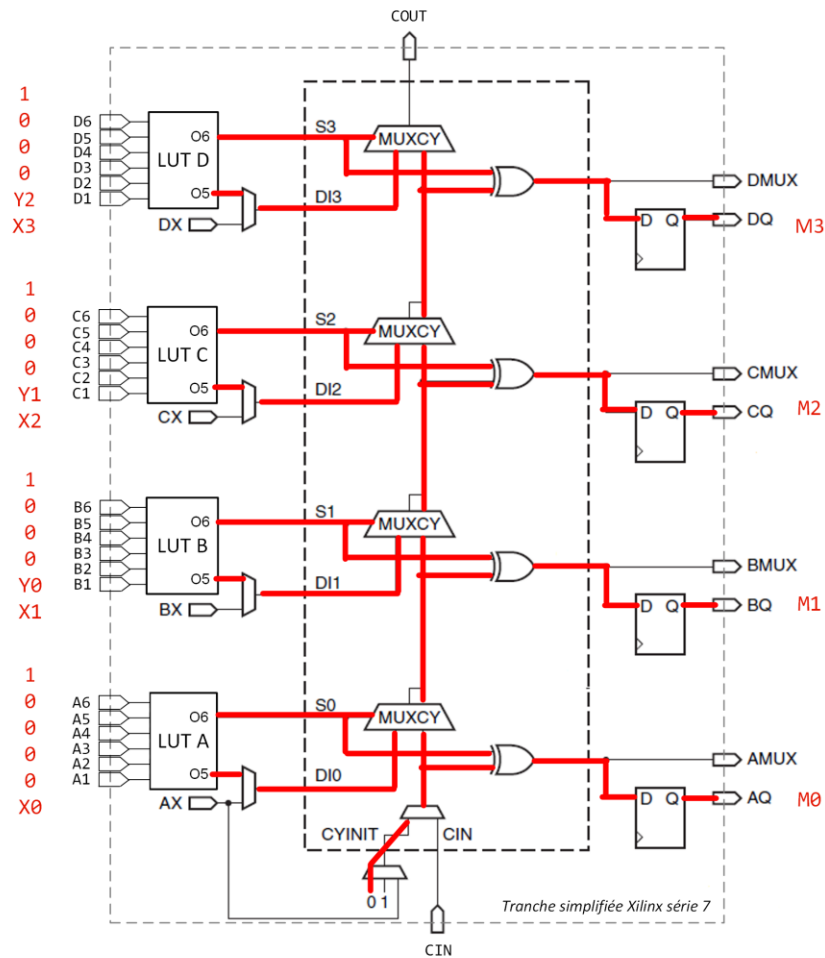 COUT
1
0
0
0
Y2
X3
D6
D5
D4
D3
D2
D1
LUT D
O6
O5
DX
S3
DI3
MUXCY
D Q
DMUX
DQ
M3
1
0
0
0
Y1
X2
C6
C5
C4
C3
C2
C1
LUT C
O6
O5
CX
S2
DI2
MUXCY
D Q
CMUX
CQ
M2
1
0
0
0
Y0
X1
B6
B5
B4
B3
B2
B1
LUT B
O6
O5
BX
S1
DI1
MUXCY
D Q
BMUX
BQ
M1
1
0
0
0
0
X0
A6
A5
A4
A3
A2
A1
LUT A
O6
O5
AX
S0
DI0
MUXCY
D Q
AMUX
AQ
M0
CYINIT
CIN
0 1
Tranche simplifiée Xilinx série 7
CIN